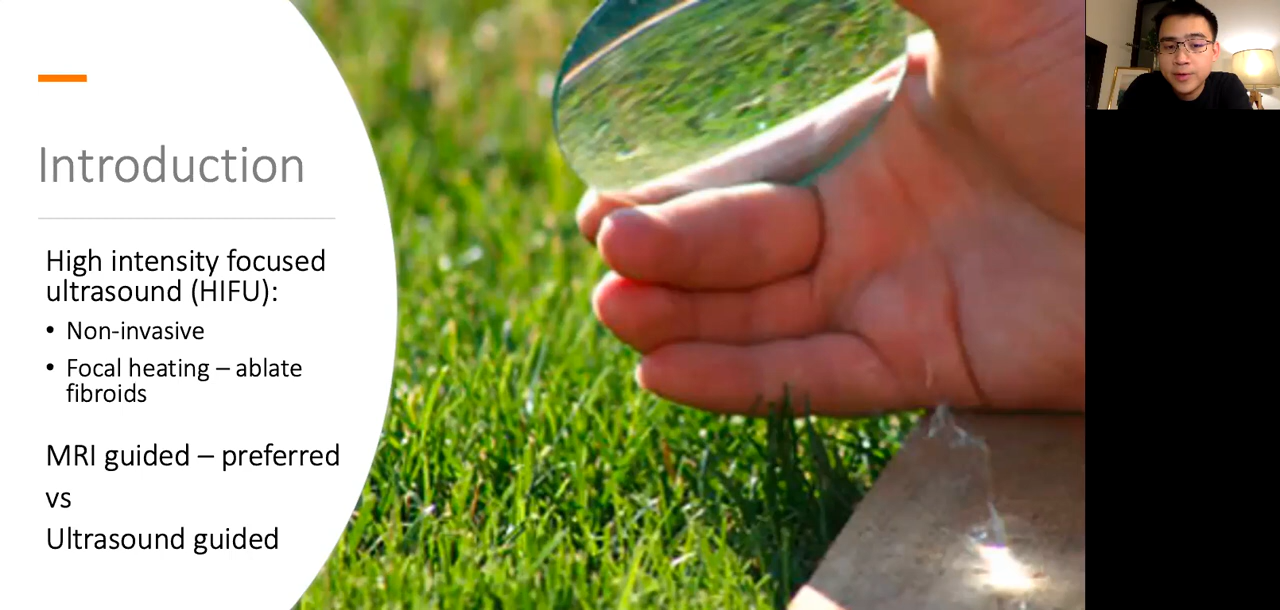 Introduction
High intensity focused
ultrasound (HIFU):
• Non-invasive
• Focal heating – ablate
fibroids
MRI guided – preferred
vs
Ultrasound guided